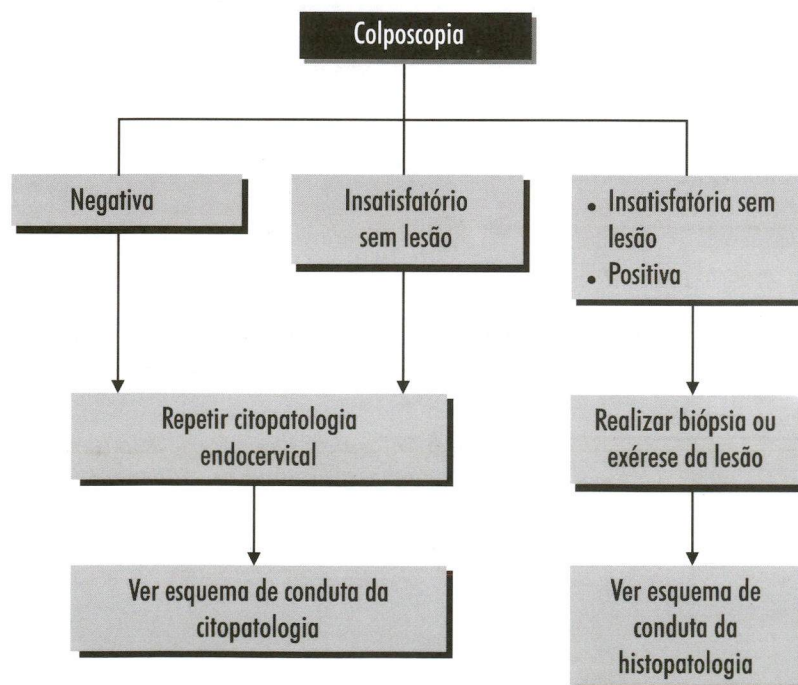 Colposcopia
Negativa
Insatisfatório
sem lesão
• Insatisfatória sem
lesão
• Positiva
Repetir citopatologia
endocervical
Realizar biópsia ou
exérese da lesão
Ver esquema de conduta da
citopatologia
Ver esquema de
conduta da
histopatologia